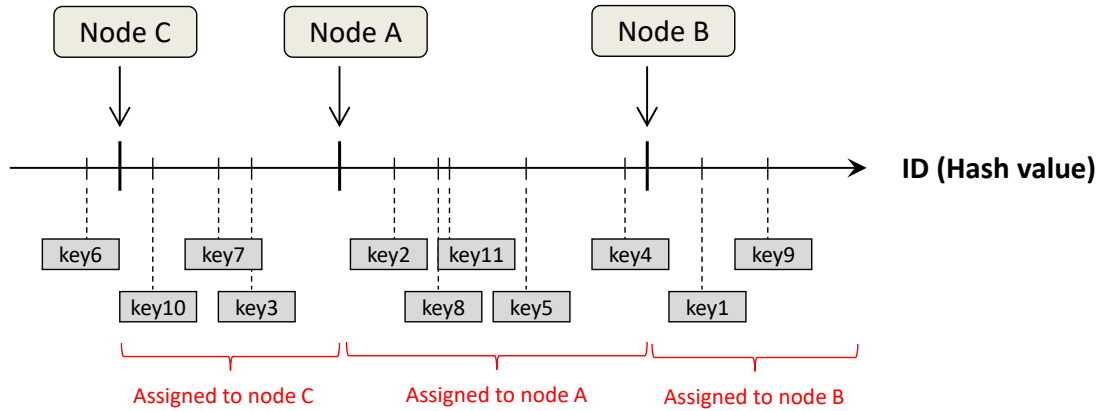 Node C
Node A
Node B
ID (Hash value)
key6
key7
key2
key11
key4
key9
key10
key3
key8
key5
key1
Assigned to node C
Assigned to node A
Assigned to node B